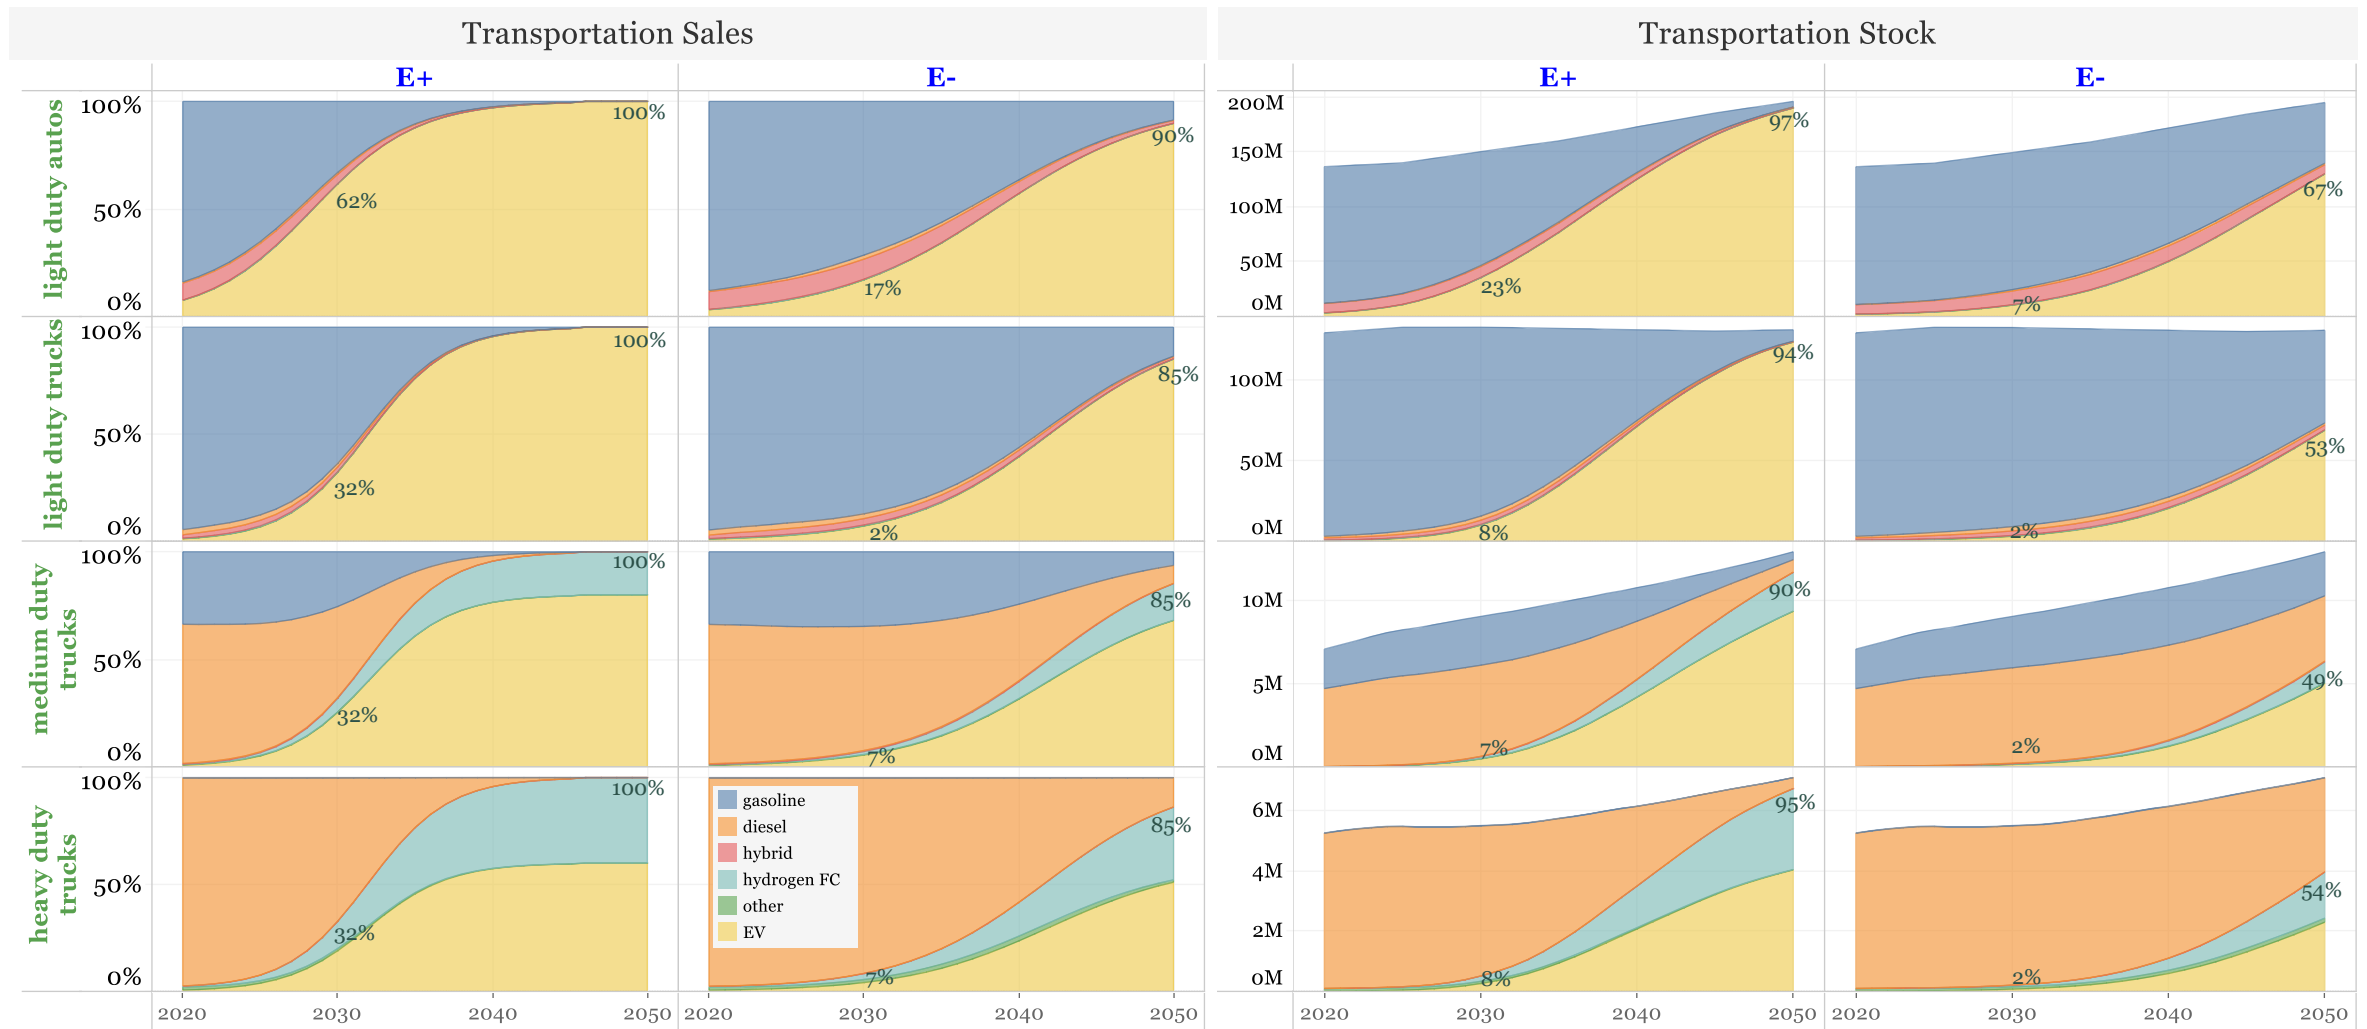 Transportation Sales
Transportation Stock
E+
E-
E+
E-
light duty autos
100%
50%
0%
62%
100%
17%
90%
200M
150M
100M
50M
0M
23%
97%
7%
67%
light duty trucks
100%
50%
0%
32%
100%
2%
85%
100M
50M
0M
8%
94%
2%
53%
medium duty
trucks
100%
50%
0%
32%
100%
7%
85%
10M
5M
0M
7%
90%
2%
49%
heavy duty
trucks
100%
50%
0%
32%
100%
gasoline
diesel
hybrid
hydrogen FC
other
EV
7%
85%
6M
4M
2M
0M
8%
95%
2%
54%
2020 2030 2040 2050
2020 2030 2040 2050
2020 2030 2040 2050
2020 2030 2040 2050